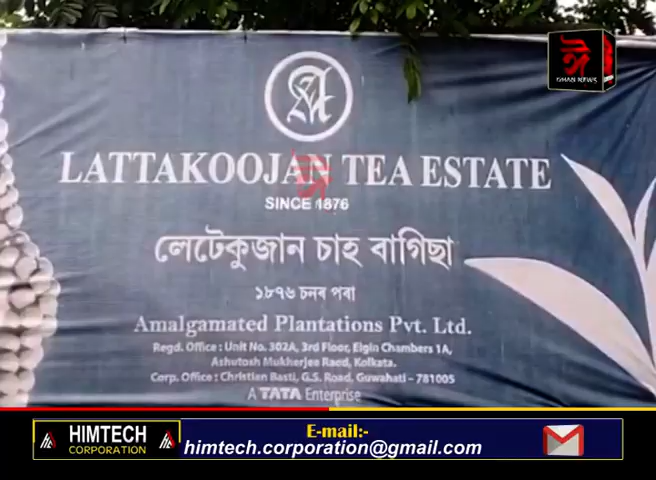 LATTAKOOJAN TEA ESTATE
SINCE 1876
লেটেকুজান চাহ বাগিছা
১৮৭৬ চনৰ পৰা
Amalgamated Plantations Pvt. Ltd.
Regd. Office : Unit No. 302A, 3rd Floor, Elgin Chambers 1A,
Ashutosh Mukherjee Raod, Kolkata.
Corp. Office : Christian Basti, G.S. Road, Guwahati - 781005
A TATA Enterprise
HIMTECH
CORPORATION
E-mail:-
himtech.corporation@gmail.com